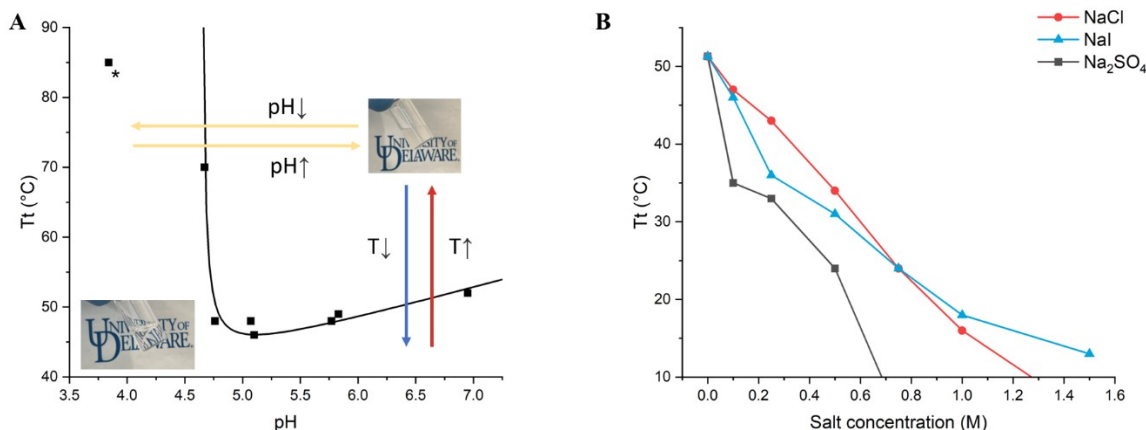 A
B
90
80
70
60
50
40
Tt (°C)
*
pH↓
pH↑
T↓
T↑
UNIVERSITY OF
DELAWARE.
UD
UNIVERSITY OF
DELAWARE.
UD
3.5 4.0 4.5 5.0 5.5 6.0 6.5 7.0
pH
NaCl
NaI
Na₂SO₄
50
40
30
20
10
Tt (°C)
0.0 0.2 0.4 0.6 0.8 1.0 1.2 1.4 1.6
Salt concentration (M)